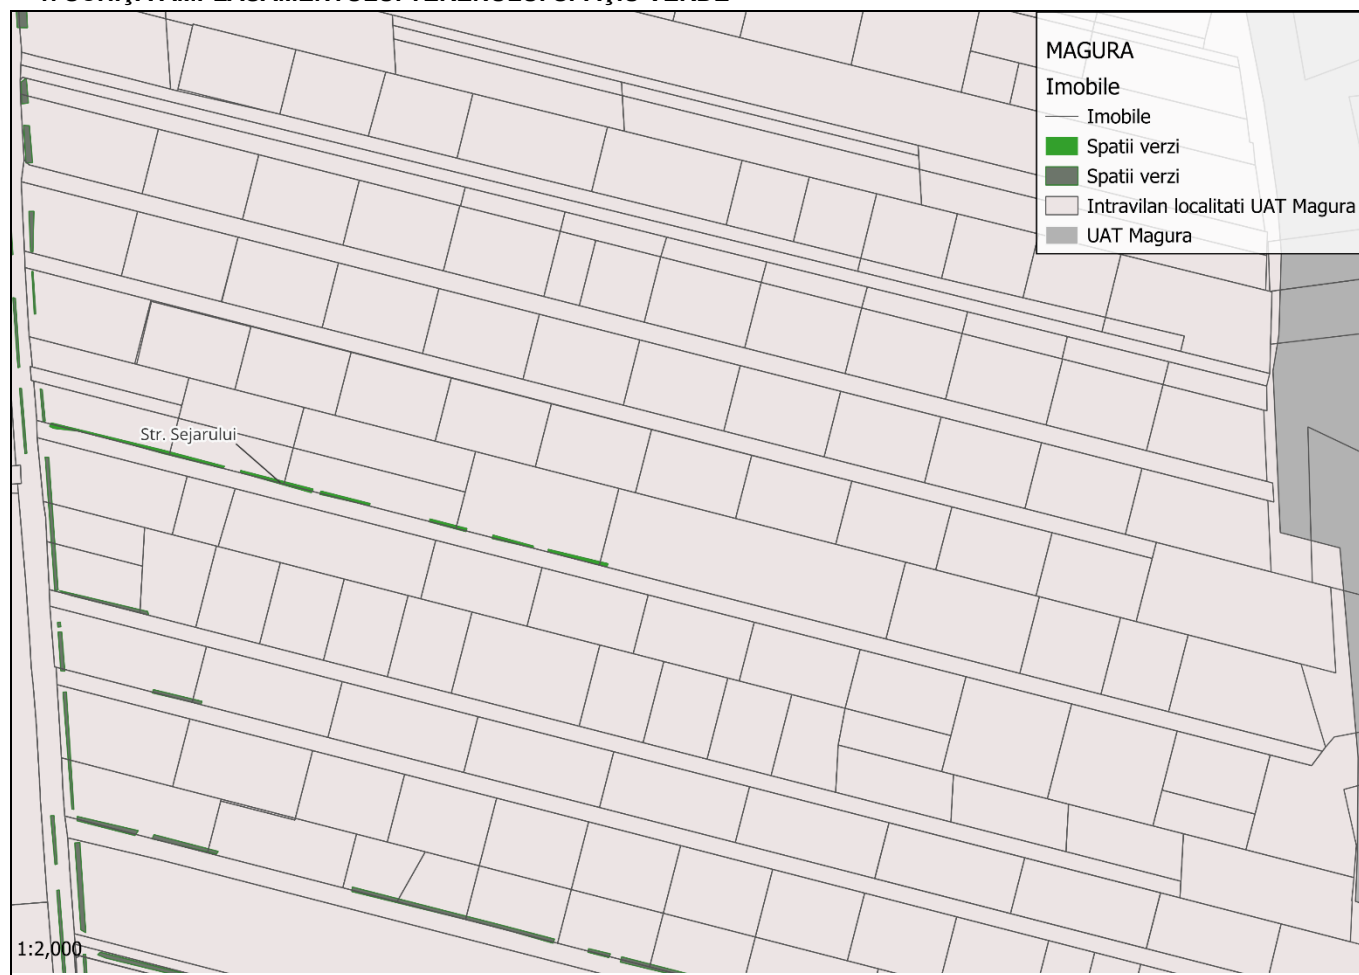 MAGURA
Imobile
Imobile
Spatii verzi
Spatii verzi
Intravilan localitati UAT Magura
UAT Magura
Str. Sejarului
1:2,000